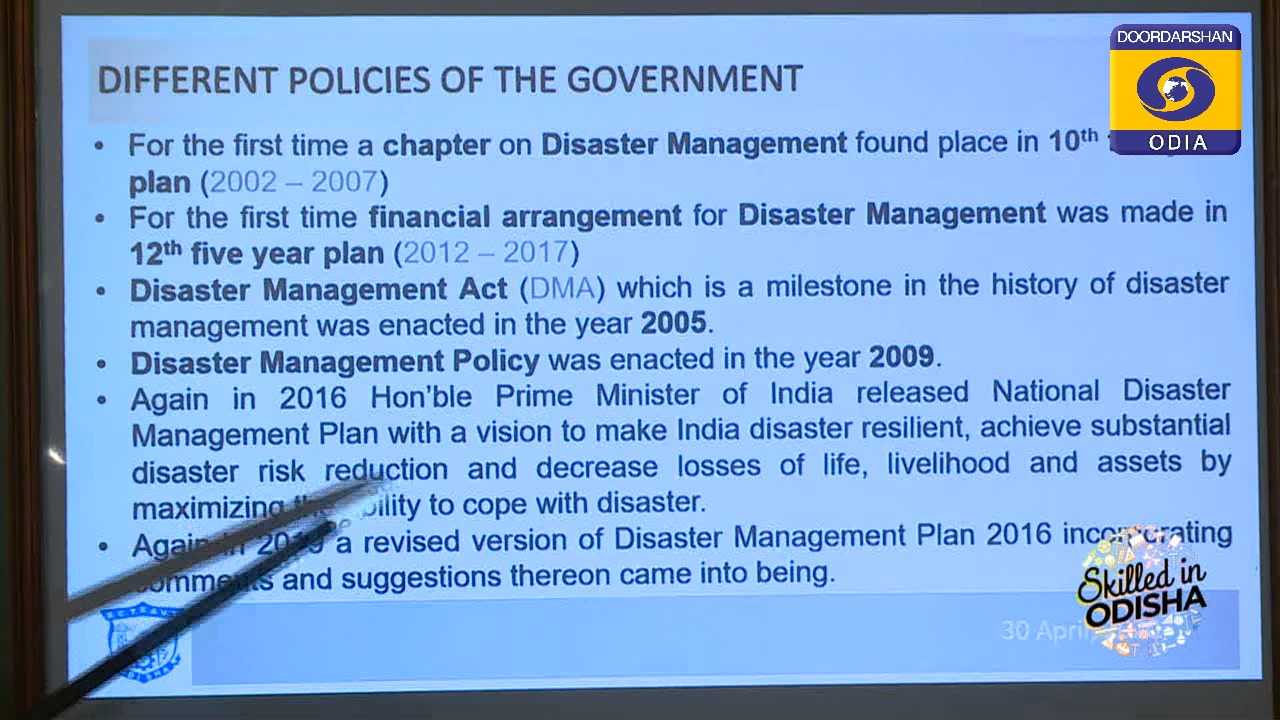 DOORDARSHAN
ODIA
DIFFERENT POLICIES OF THE GOVERNMENT
• For the first time a chapter on Disaster Management found place in 10th
plan (2002 – 2007)
• For the first time financial arrangement for Disaster Management was made in
12th five year plan (2012 – 2017)
• Disaster Management Act (DMA) which is a milestone in the history of disaster
management was enacted in the year 2005.
• Disaster Management Policy was enacted in the year 2009.
• Again in 2016 Hon'ble Prime Minister of India released National Disaster
Management Plan with a vision to make India disaster resilient, achieve substantial
disaster risk reduction and decrease losses of life, livelihood and assets by
maximizing to cope with disaster.
• Again in a revised version of Disaster Management Plan 2016 incorporating
and suggestions thereon came into being.
30 April
Skilled in
ODISHA